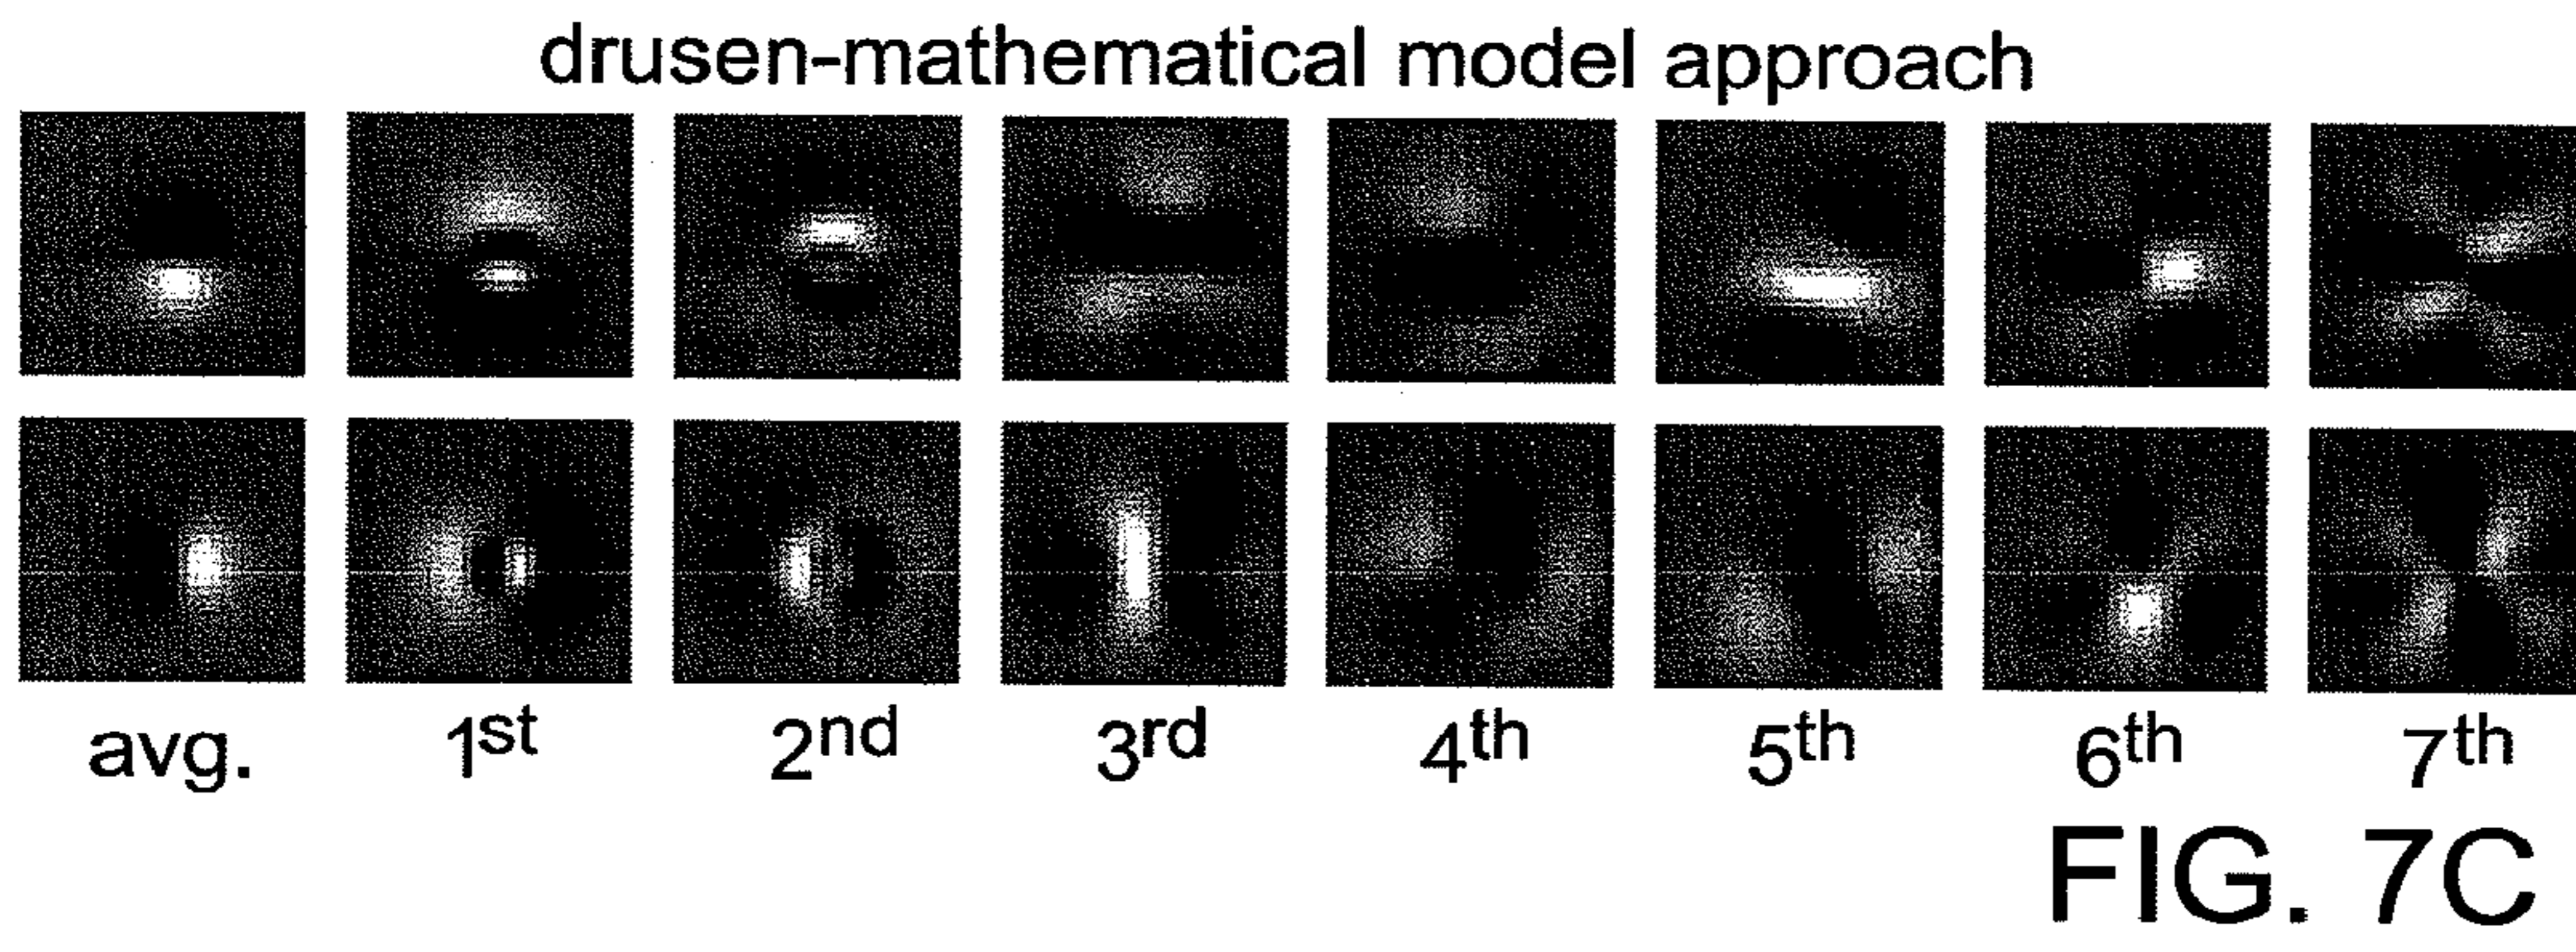 drusen-mathematical model approach
avg. 1st 2nd 3rd 4th 5th 6th 7th
FIG. 7C